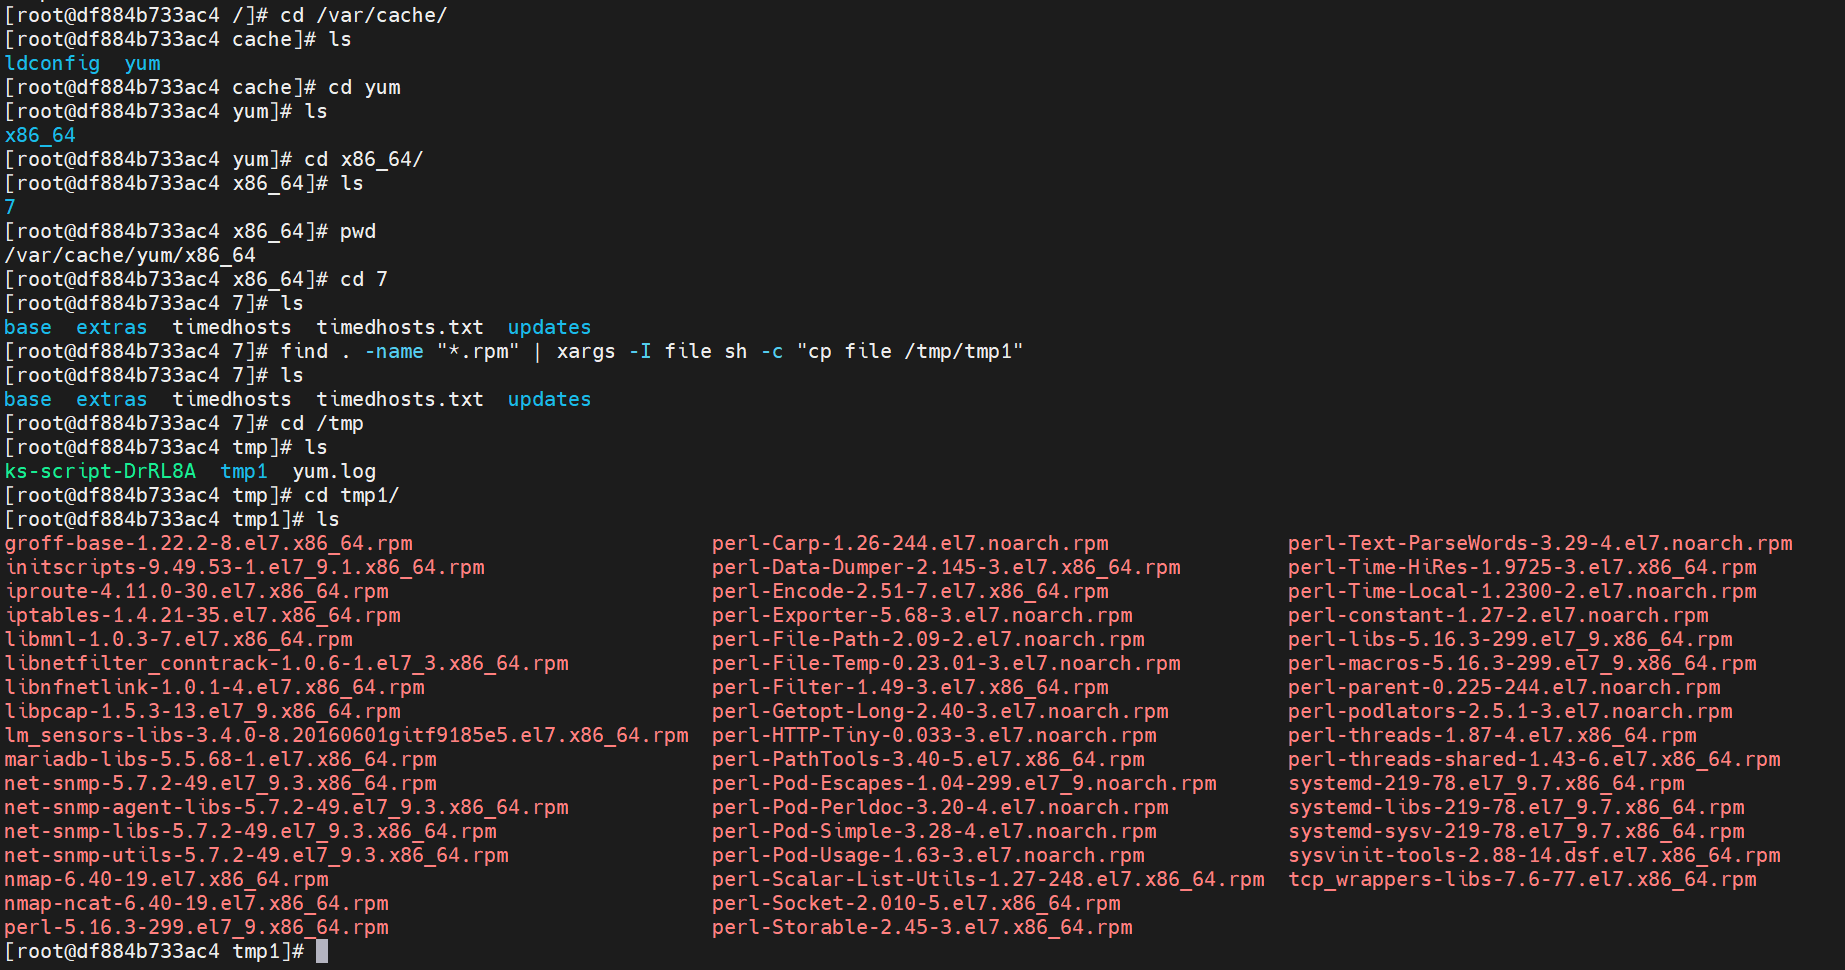 [root@df884b733ac4 /]# cd /var/cache/
[root@df884b733ac4 cache]# ls
ldconfig  yum
[root@df884b733ac4 cache]# cd yum
[root@df884b733ac4 yum]# ls
x86_64
[root@df884b733ac4 yum]# cd x86_64/
[root@df884b733ac4 x86_64]# ls
7
[root@df884b733ac4 x86_64]# pwd
/var/cache/yum/x86_64
[root@df884b733ac4 x86_64]# cd 7
[root@df884b733ac4 7]# ls
base  extras  timedhosts  timedhosts.txt  updates
[root@df884b733ac4 7]# find . -name "*.rpm" | xargs -I file sh -c "cp file /tmp/tmp1"
[root@df884b733ac4 7]# ls
base  extras  timedhosts  timedhosts.txt  updates
[root@df884b733ac4 7]# cd /tmp
[root@df884b733ac4 tmp]# ls
ks-script-DrRL8A  tmp1  yum.log
[root@df884b733ac4 tmp]# cd tmp1/
[root@df884b733ac4 tmp1]# ls
groff-base-1.22.2-8.el7.x86_64.rpm  perl-Carp-1.26-244.el7.noarch.rpm  perl-Text-ParseWords-3.29-4.el7.noarch.rpm
initscripts-9.49.53-1.el7_9.1.x86_64.rpm  perl-Data-Dumper-2.145-3.el7.x86_64.rpm  perl-Time-HiRes-1.9725-3.el7.x86_64.rpm
iproute-4.11.0-30.el7.x86_64.rpm  perl-Encode-2.51-7.el7.x86_64.rpm  perl-Time-Local-1.2300-2.el7.noarch.rpm
iptables-1.4.21-35.el7.x86_64.rpm  perl-Exporter-5.68-3.el7.noarch.rpm  perl-constant-1.27-2.el7.noarch.rpm
libmnl-1.0.3-7.el7.x86_64.rpm  perl-File-Path-2.09-2.el7.noarch.rpm  perl-libs-5.16.3-299.el7_9.x86_64.rpm
libnetfilter_conntrack-1.0.6-1.el7_3.x86_64.rpm  perl-File-Temp-0.23.01-3.el7.noarch.rpm  perl-macros-5.16.3-299.el7_9.x86_64.rpm
libnfnetlink-1.0.1-4.el7.x86_64.rpm  perl-Filter-1.49-3.el7.x86_64.rpm  perl-parent-0.225-244.el7.noarch.rpm
libpcap-1.5.3-13.el7_9.x86_64.rpm  perl-Getopt-Long-2.40-3.el7.noarch.rpm  perl-podlators-2.5.1-3.el7.noarch.rpm
lm_sensors-libs-3.4.0-8.20160601gitf9185e5.el7.x86_64.rpm  perl-HTTP-Tiny-0.033-3.el7.noarch.rpm  perl-threads-1.87-4.el7.x86_64.rpm
mariadb-libs-5.5.68-1.el7.x86_64.rpm  perl-PathTools-3.40-5.el7.x86_64.rpm  perl-threads-shared-1.43-6.el7.x86_64.rpm
net-snmp-5.7.2-49.el7_9.3.x86_64.rpm  perl-Pod-Escapes-1.04-299.el7_9.noarch.rpm  systemd-219-78.el7_9.7.x86_64.rpm
net-snmp-agent-libs-5.7.2-49.el7_9.3.x86_64.rpm  perl-Pod-Perldoc-3.20-4.el7.noarch.rpm  systemd-libs-219-78.el7_9.7.x86_64.rpm
net-snmp-libs-5.7.2-49.el7_9.3.x86_64.rpm  perl-Pod-Simple-3.28-4.el7.noarch.rpm  systemd-sysv-219-78.el7_9.7.x86_64.rpm
net-snmp-utils-5.7.2-49.el7_9.3.x86_64.rpm  perl-Pod-Usage-1.63-3.el7.noarch.rpm  sysvinit-tools-2.88-14.dsf.el7.x86_64.rpm
nmap-6.40-19.el7.x86_64.rpm  perl-Scalar-List-Utils-1.27-248.el7.x86_64.rpm  tcp_wrappers-libs-7.6-77.el7.x86_64.rpm
nmap-ncat-6.40-19.el7.x86_64.rpm  perl-Socket-2.010-5.el7.x86_64.rpm
perl-5.16.3-299.el7_9.x86_64.rpm  perl-Storable-2.45-3.el7.x86_64.rpm
[root@df884b733ac4 tmp1]#